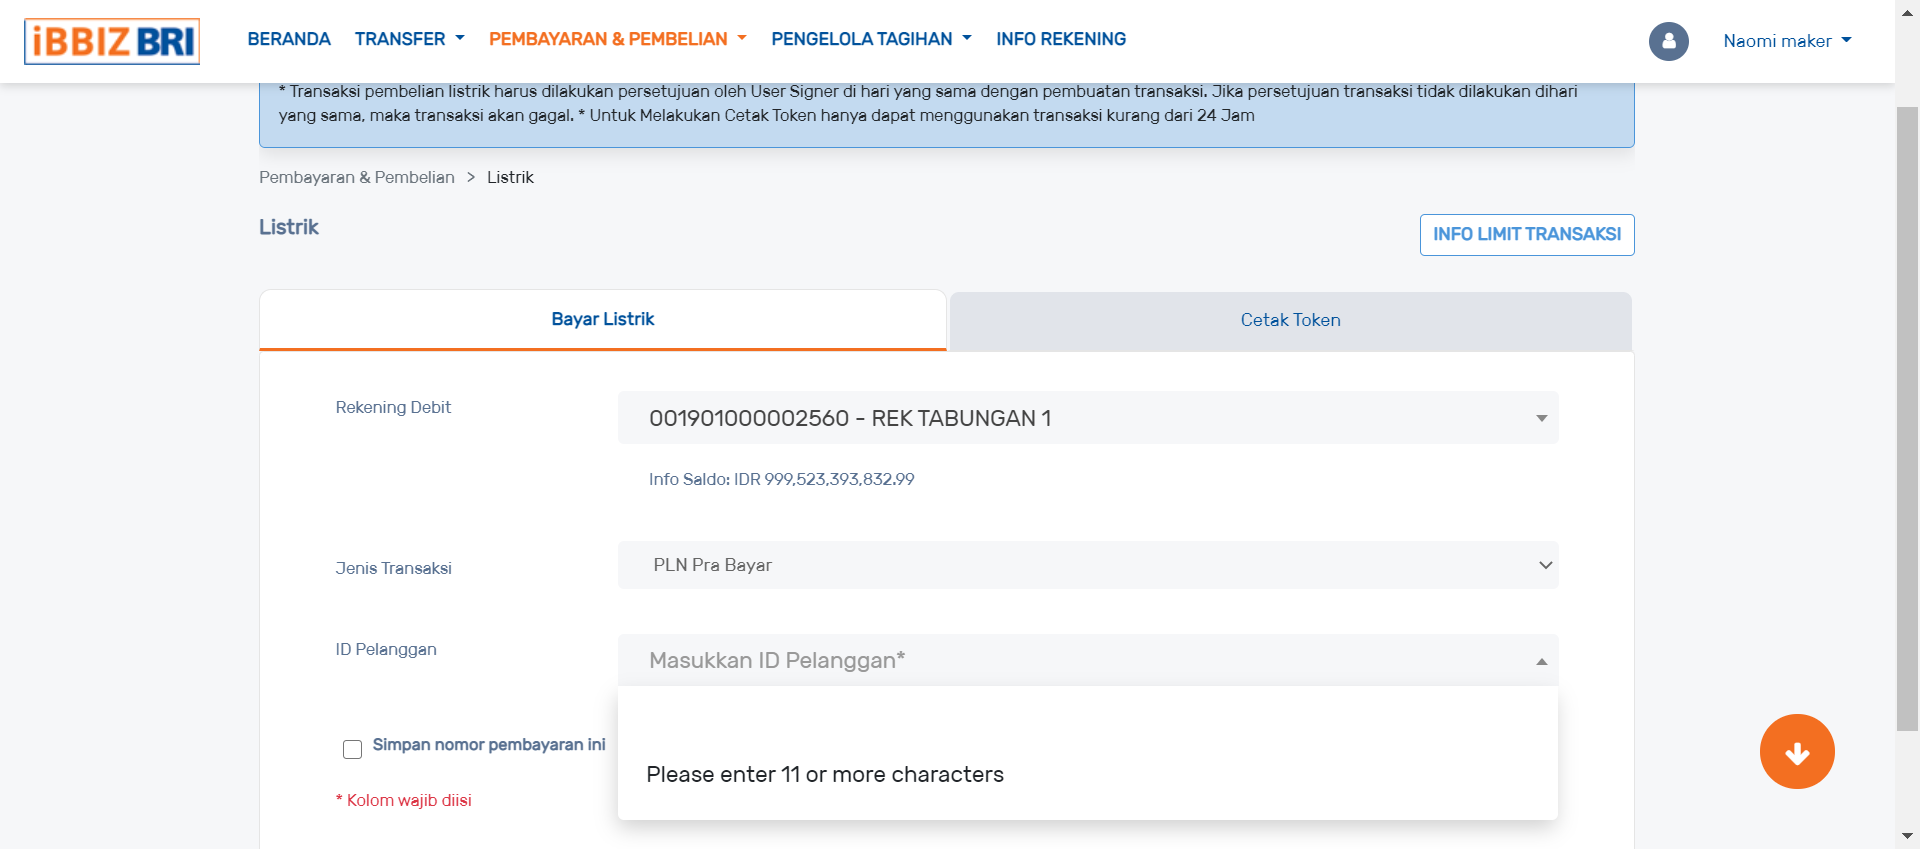 iBBIZ BRI
BERANDA TRANSFER PEMBAYARAN & PEMBELIAN PENGELOLA TAGIHAN INFO REKENING Naomi maker
* Transaksi pembelian listrik harus dilakukan persetujuan oleh User Signer di hari yang sama dengan pembuatan transaksi. Jika persetujuan transaksi tidak dilakukan dihari
yang sama, maka transaksi akan gagal. * Untuk Melakukan Cetak Token hanya dapat menggunakan transaksi kurang dari 24 Jam
Pembayaran & Pembelian > Listrik
Listrik
INFO LIMIT TRANSAKSI
Bayar Listrik
Cetak Token
Rekening Debit
001901000002560 - REK TABUNGAN 1
Info Saldo: IDR 999,523,393,832.99
Jenis Transaksi
PLN Pra Bayar
ID Pelanggan
Masukkan ID Pelanggan*
Simpan nomor pembayaran ini
Please enter 11 or more characters
* Kolom wajib diisi